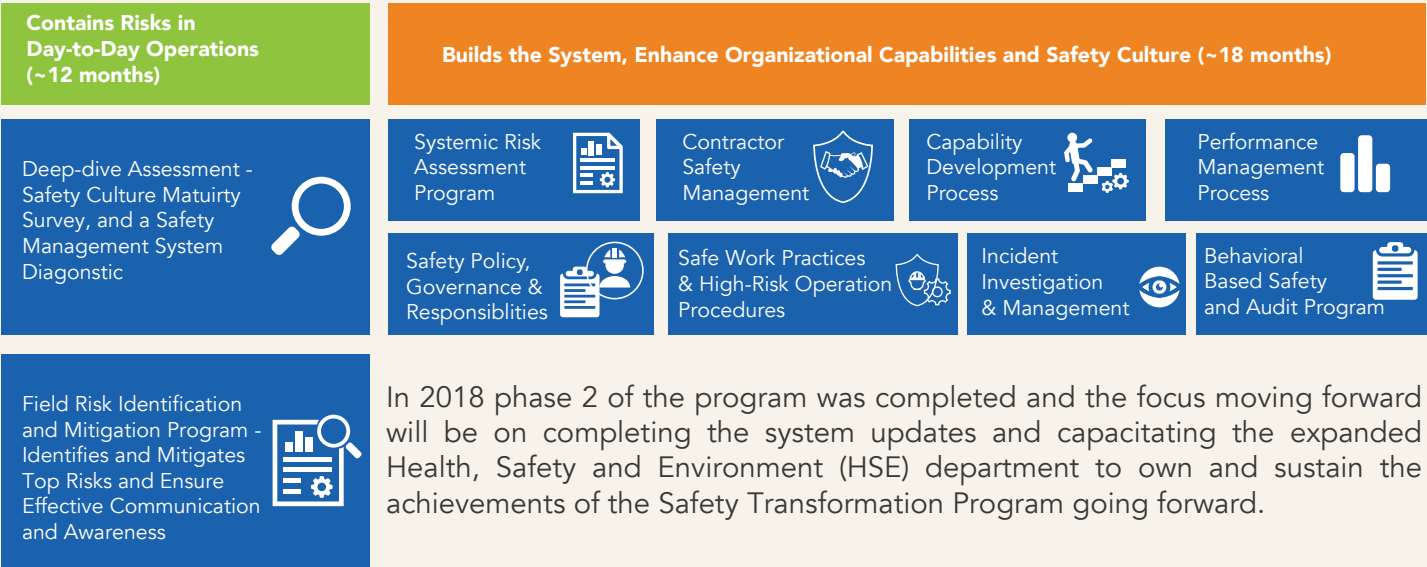 Contains Risks in
Day-to-Day Operations
(~12 months)
Builds the System, Enhance Organizational Capabilities and Safety Culture (~18 months)
Deep-dive Assessment -
Safety Culture Matuirty
Survey, and a Safety
Management System
Diagonstic
Systemic Risk
Assessment
Program
Contractor
Safety
Management
Capability
Development
Process
Performance
Management
Process
Safety Policy,
Governance &
Responsiblities
Safe Work Practices
& High-Risk Operation
Procedures
Incident
Investigation
& Management
Behavioral
Based Safety
and Audit Program
Field Risk Identification
and Mitigation Program -
Identifies and Mitigates
Top Risks and Ensure
Effective Communication
and Awareness
In 2018 phase 2 of the program was completed and the focus moving forward
will be on completing the system updates and capacitating the expanded
Health, Safety and Environment (HSE) department to own and sustain the
achievements of the Safety Transformation Program going forward.